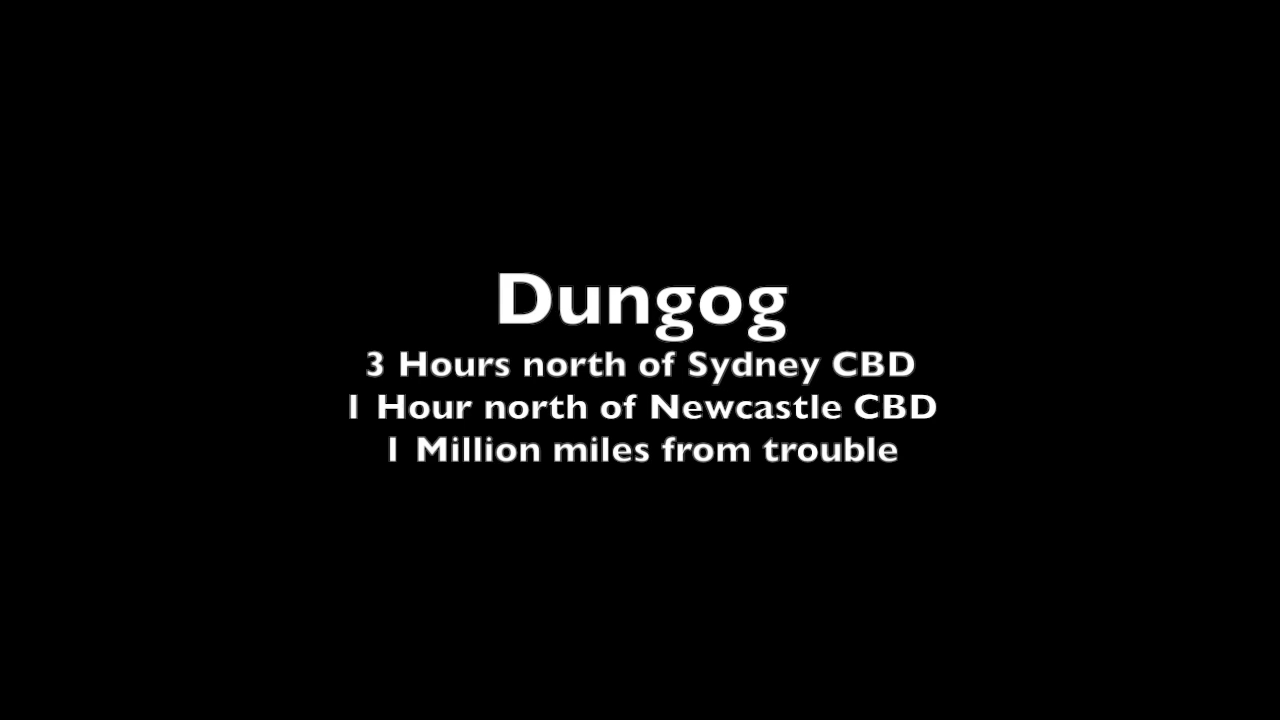 Dungog
3 Hours north of Sydney CBD
1 Hour north of Newcastle CBD
1 Million miles from trouble